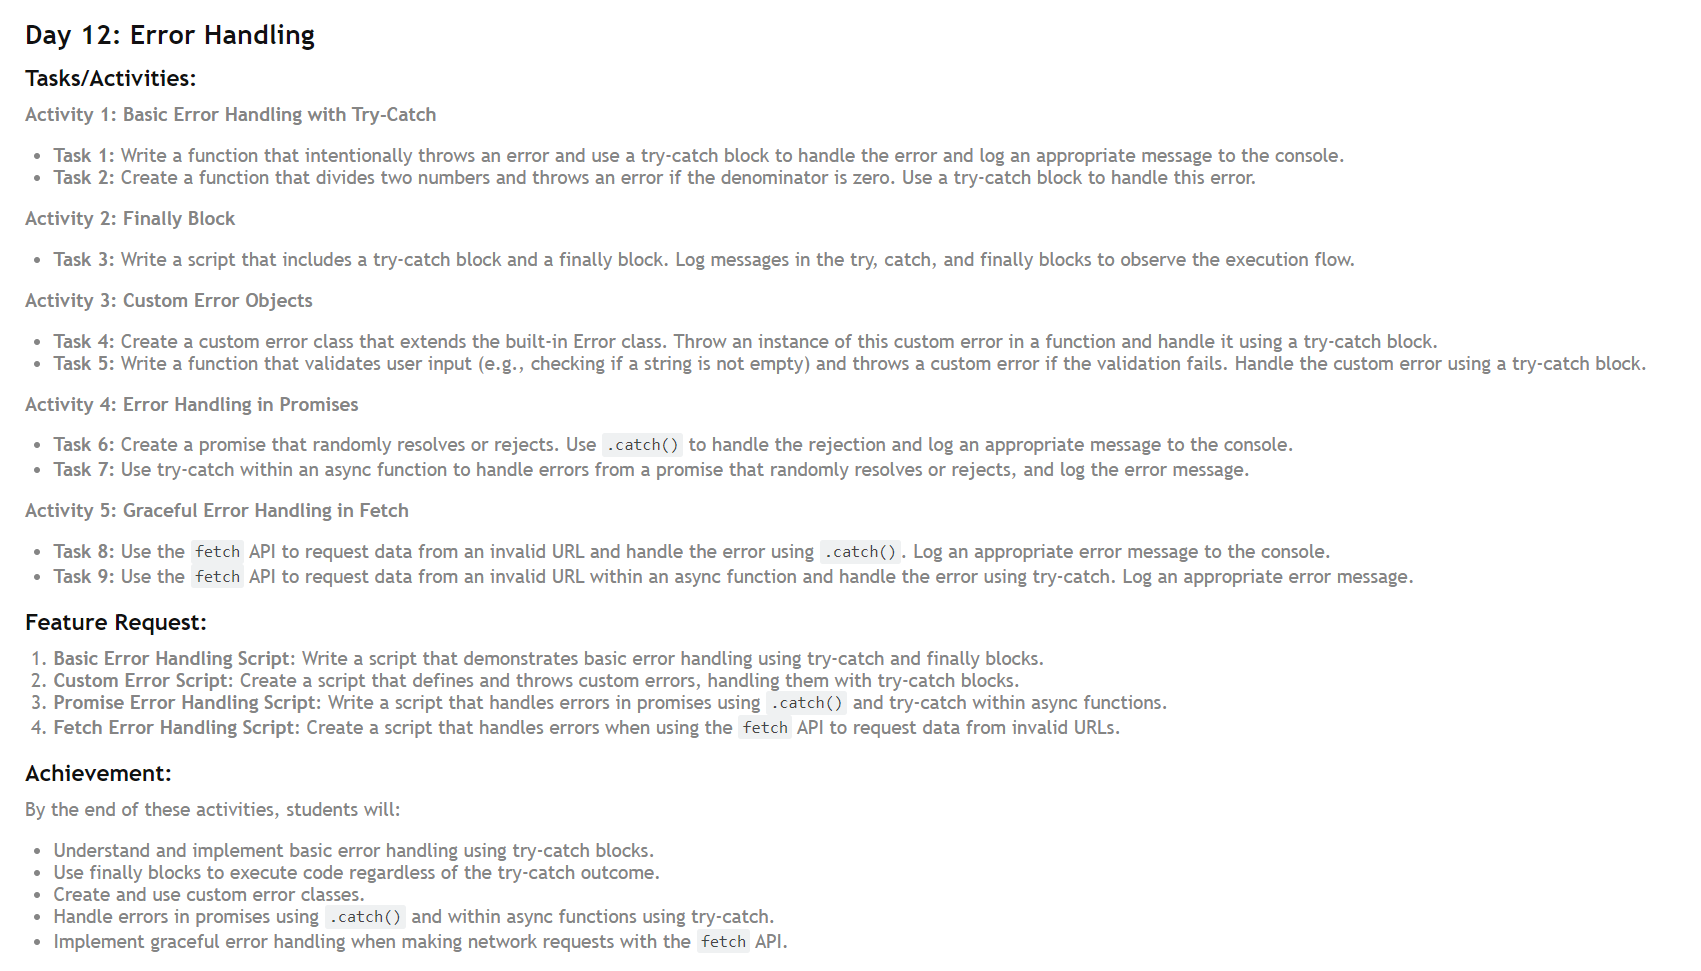 Day 12: Error Handling
Tasks/Activities:
Activity 1: Basic Error Handling with Try-Catch
• Task 1: Write a function that intentionally throws an error and use a try-catch block to handle the error and log an appropriate message to the console.
• Task 2: Create a function that divides two numbers and throws an error if the denominator is zero. Use a try-catch block to handle this error.
Activity 2: Finally Block
• Task 3: Write a script that includes a try-catch block and a finally block. Log messages in the try, catch, and finally blocks to observe the execution flow.
Activity 3: Custom Error Objects
• Task 4: Create a custom error class that extends the built-in Error class. Throw an instance of this custom error in a function and handle it using a try-catch block.
• Task 5: Write a function that validates user input (e.g., checking if a string is not empty) and throws a custom error if the validation fails. Handle the custom error using a try-catch block.
Activity 4: Error Handling in Promises
• Task 6: Create a promise that randomly resolves or rejects. Use .catch() to handle the rejection and log an appropriate message to the console.
• Task 7: Use try-catch within an async function to handle errors from a promise that randomly resolves or rejects, and log the error message.
Activity 5: Graceful Error Handling in Fetch
• Task 8: Use the fetch API to request data from an invalid URL and handle the error using .catch(). Log an appropriate error message to the console.
• Task 9: Use the fetch API to request data from an invalid URL within an async function and handle the error using try-catch. Log an appropriate error message.
Feature Request:
1. Basic Error Handling Script: Write a script that demonstrates basic error handling using try-catch and finally blocks.
2. Custom Error Script: Create a script that defines and throws custom errors, handling them with try-catch blocks.
3. Promise Error Handling Script: Write a script that handles errors in promises using .catch() and try-catch within async functions.
4. Fetch Error Handling Script: Create a script that handles errors when using the fetch API to request data from invalid URLs.
Achievement:
By the end of these activities, students will:
• Understand and implement basic error handling using try-catch blocks.
• Use finally blocks to execute code regardless of the try-catch outcome.
• Create and use custom error classes.
• Handle errors in promises using .catch() and within async functions using try-catch.
• Implement graceful error handling when making network requests with the fetch API.